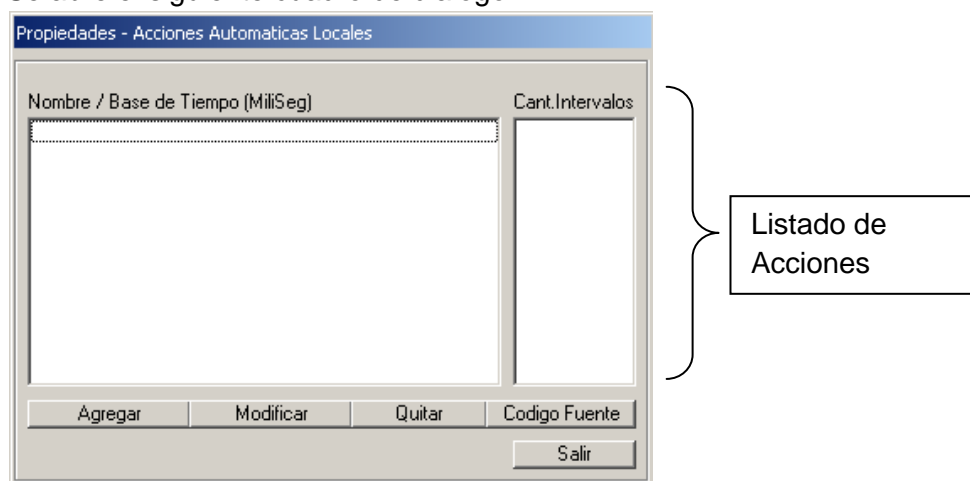 Propiedades - Acciones Automaticas Locales
Nombre / Base de Tiempo (MiliSeg) Cant.Intervalos
Listado de
Acciones
Agregar Modificar Quitar Codigo Fuente
Salir